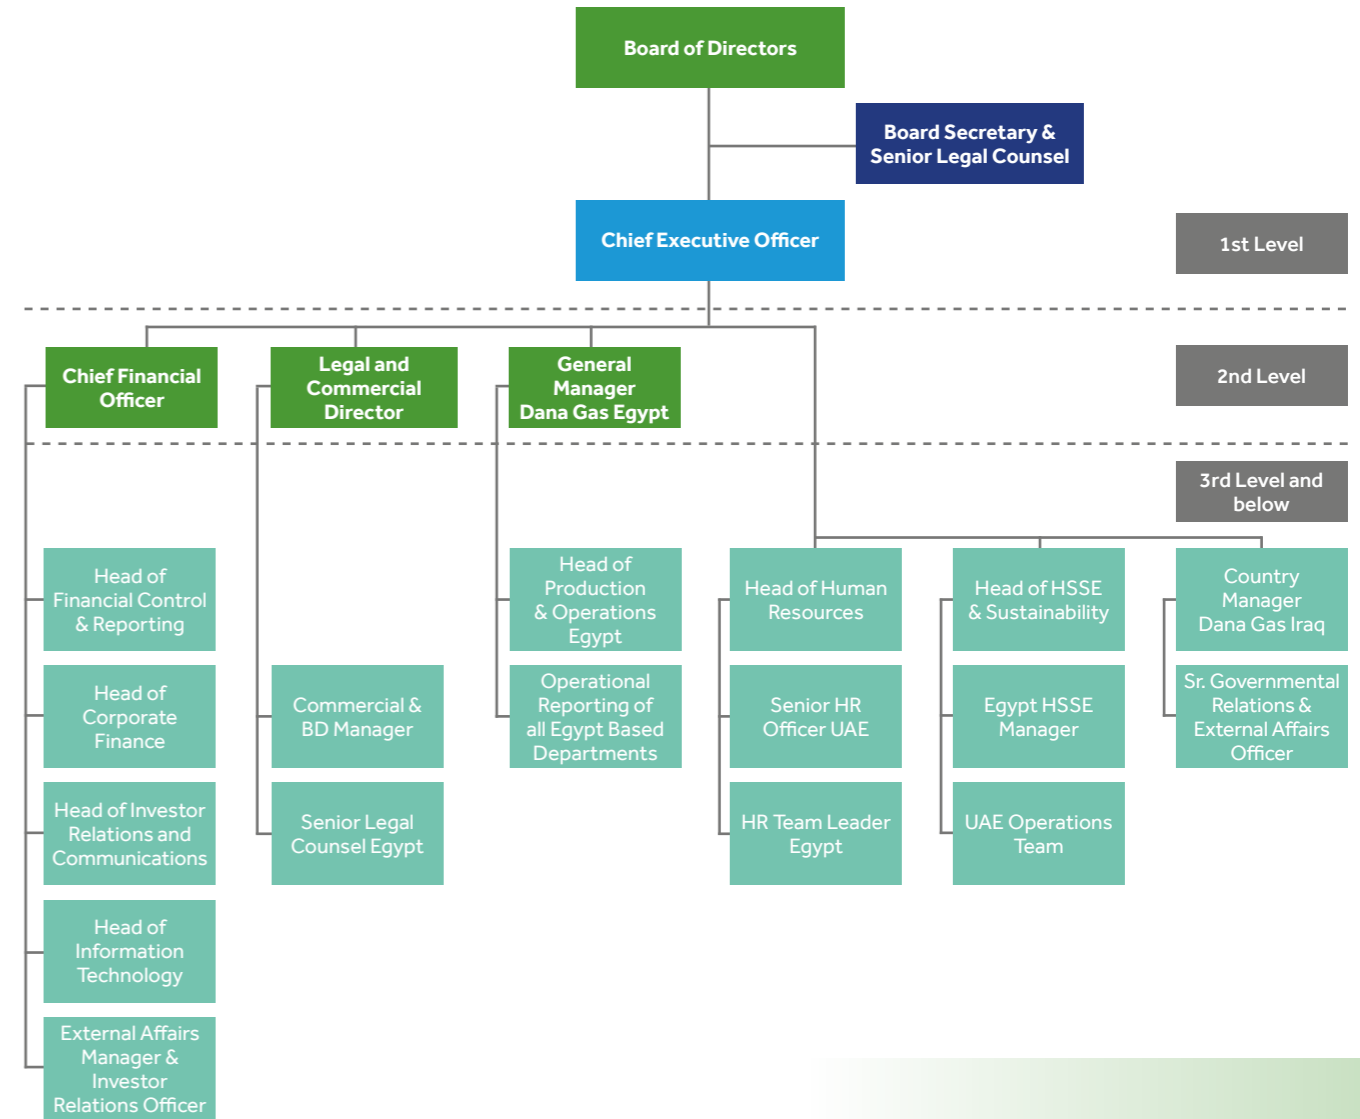 Board of Directors
Board Secretary &
Senior Legal Counsel
Chief Executive Officer
1st Level
Chief Financial
Officer
Legal and
Commercial
Director
General
Manager
Dana Gas Egypt
2nd Level
3rd Level and
below
Head of
Financial Control
& Reporting
Head of
Production
& Operations
Egypt
Head of Human
Resources
Head of HSSE
& Sustainability
Country
Manager
Dana Gas Iraq
Head of
Corporate
Finance
Commercial &
BD Manager
Operational
Reporting of
all Egypt Based
Departments
Senior HR
Officer UAE
Egypt HSSE
Manager
Sr. Governmental
Relations &
External Affairs
Officer
Head of Investor
Relations and
Communications
Senior Legal
Counsel Egypt
HR Team Leader
Egypt
UAE Operations
Team
Head of
Information
Technology
External Affairs
Manager &
Investor
Relations Officer